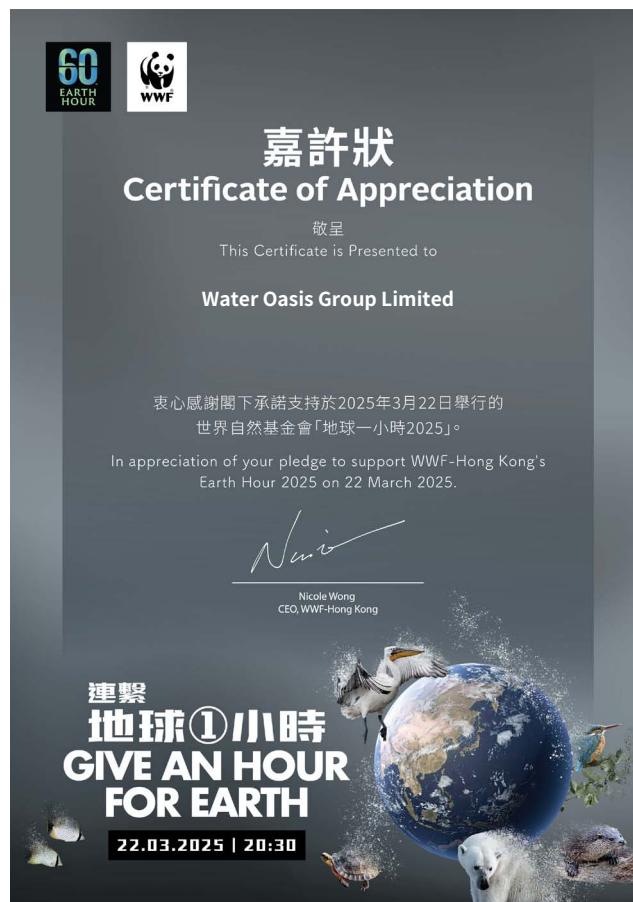 60
EARTH
HOUR
WWF
嘉許狀
Certificate of Appreciation
敬呈
This Certificate is Presented to
Water Oasis Group Limited
衷心感謝閣下承諾支持於2025年3月22日舉行的
世界自然基金會「地球一小時2025」。
In appreciation of your pledge to support WWF-Hong Kong's
Earth Hour 2025 on 22 March 2025.
Nicole Wong
CEO, WWF-Hong Kong
連繫
地球①小時
GIVE AN HOUR
FOR EARTH
22.03.2025 | 20:30